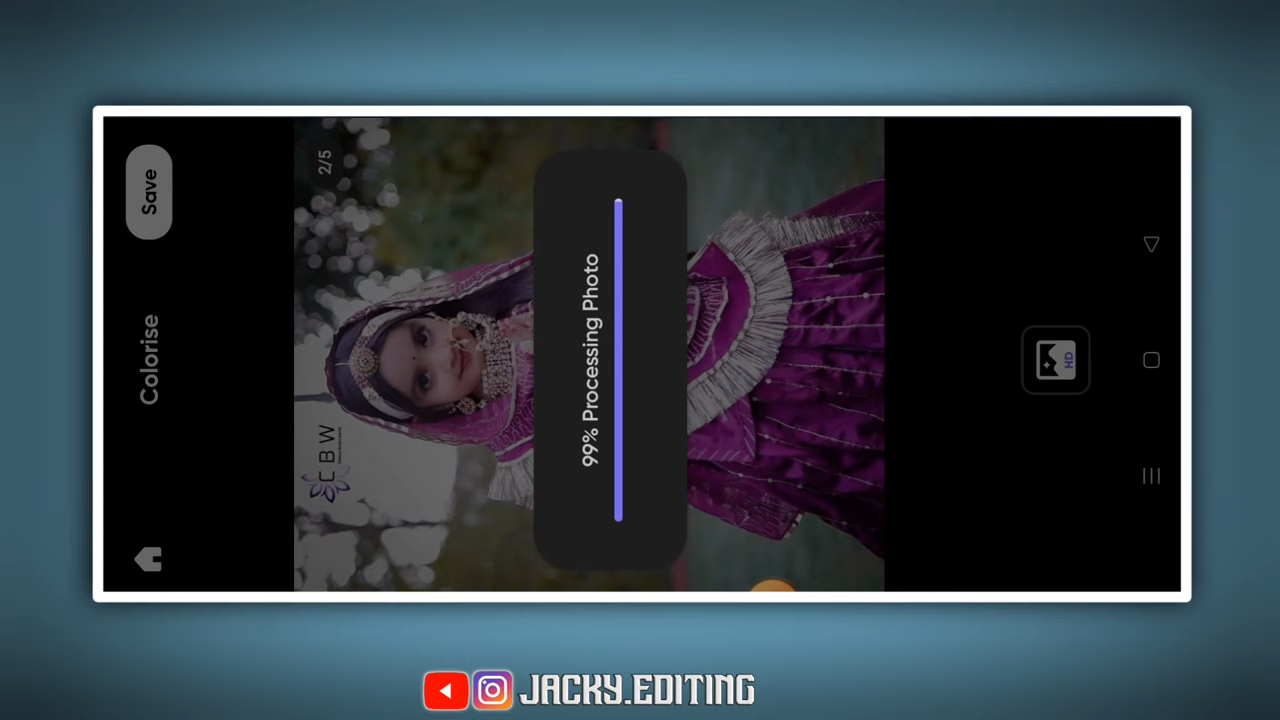 Save
Colorise
2/5
CBW
99% Processing Photo
HD
JACKY.EDITING